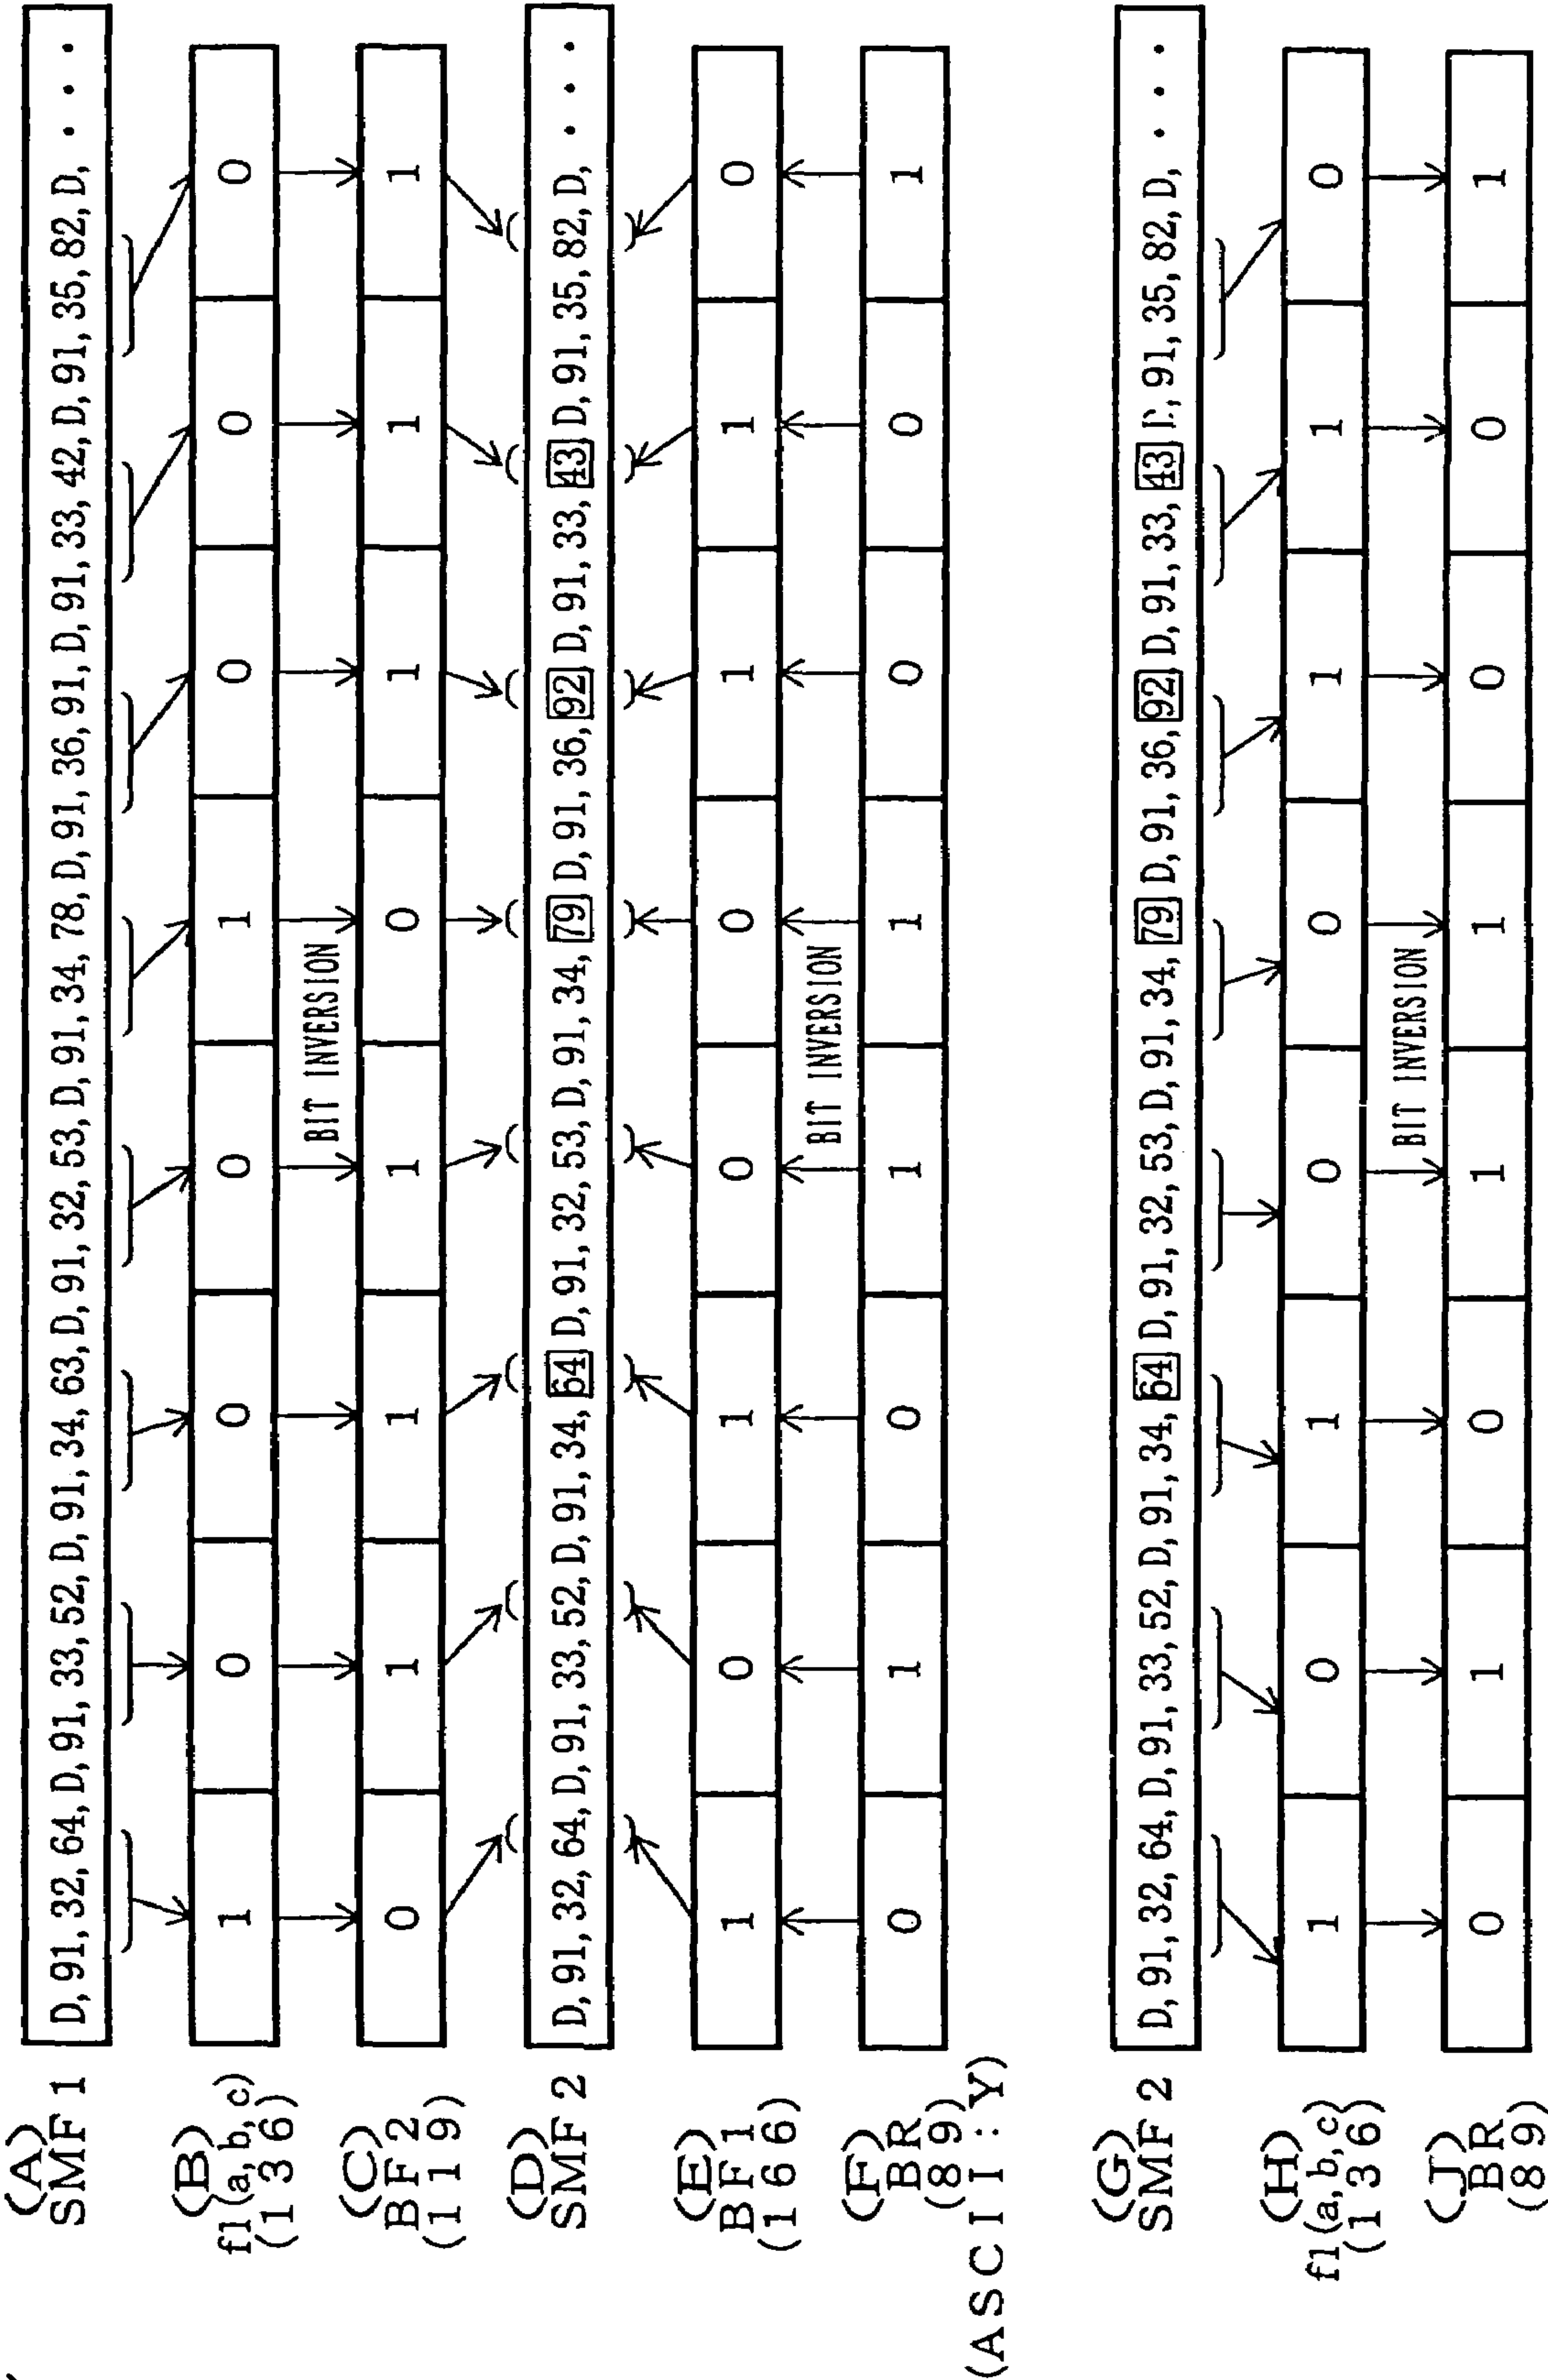 (A)
SMF 1
D, 91, 32, 64, D, 91, 33, 52, D, 91, 34, 63, D, 91, 32, 53, D, 91, 34, 78, D, 91, 36, 91, D, 91, 33, 42, D, 91, 35, 82, D, · · ·
(B)
f1(a, b, c)
(1 3 6)
1 0 0 0 1 0 0 0
BIT INVERSION
(C)
BF 2
(1 1 9)
0 1 1 1 0 1 1 1
(D)
SMF 2
D, 91, 32, 64, D, 91, 33, 52, D, 91, 34, 64 D, 91, 32, 53, D, 91, 34, 79 D, 91, 36, 92 D, 91, 33, 43 D, 91, 35, 82, D, · · ·
(E)
BF 1
(1 6 6)
1 0 1 0 0 1 1 0
BIT INVERSION
(F)
BR
(8 9)
(ASCII : Y)
0 1 0 1 1 0 0 1
(G)
SMF 2
D, 91, 32, 64, D, 91, 33, 52, D, 91, 34, 64 D, 91, 32, 53, D, 91, 34, 79 D, 91, 36, 92 D, 91, 33, 43 D, 91, 35, 82, D, · · ·
(H)
f1(a, b, c)
(1 3 6)
1 0 1 0 0 1 1 0
BIT INVERSION
(J)
BR
(8 9)
0 1 0 1 1 0 0 1